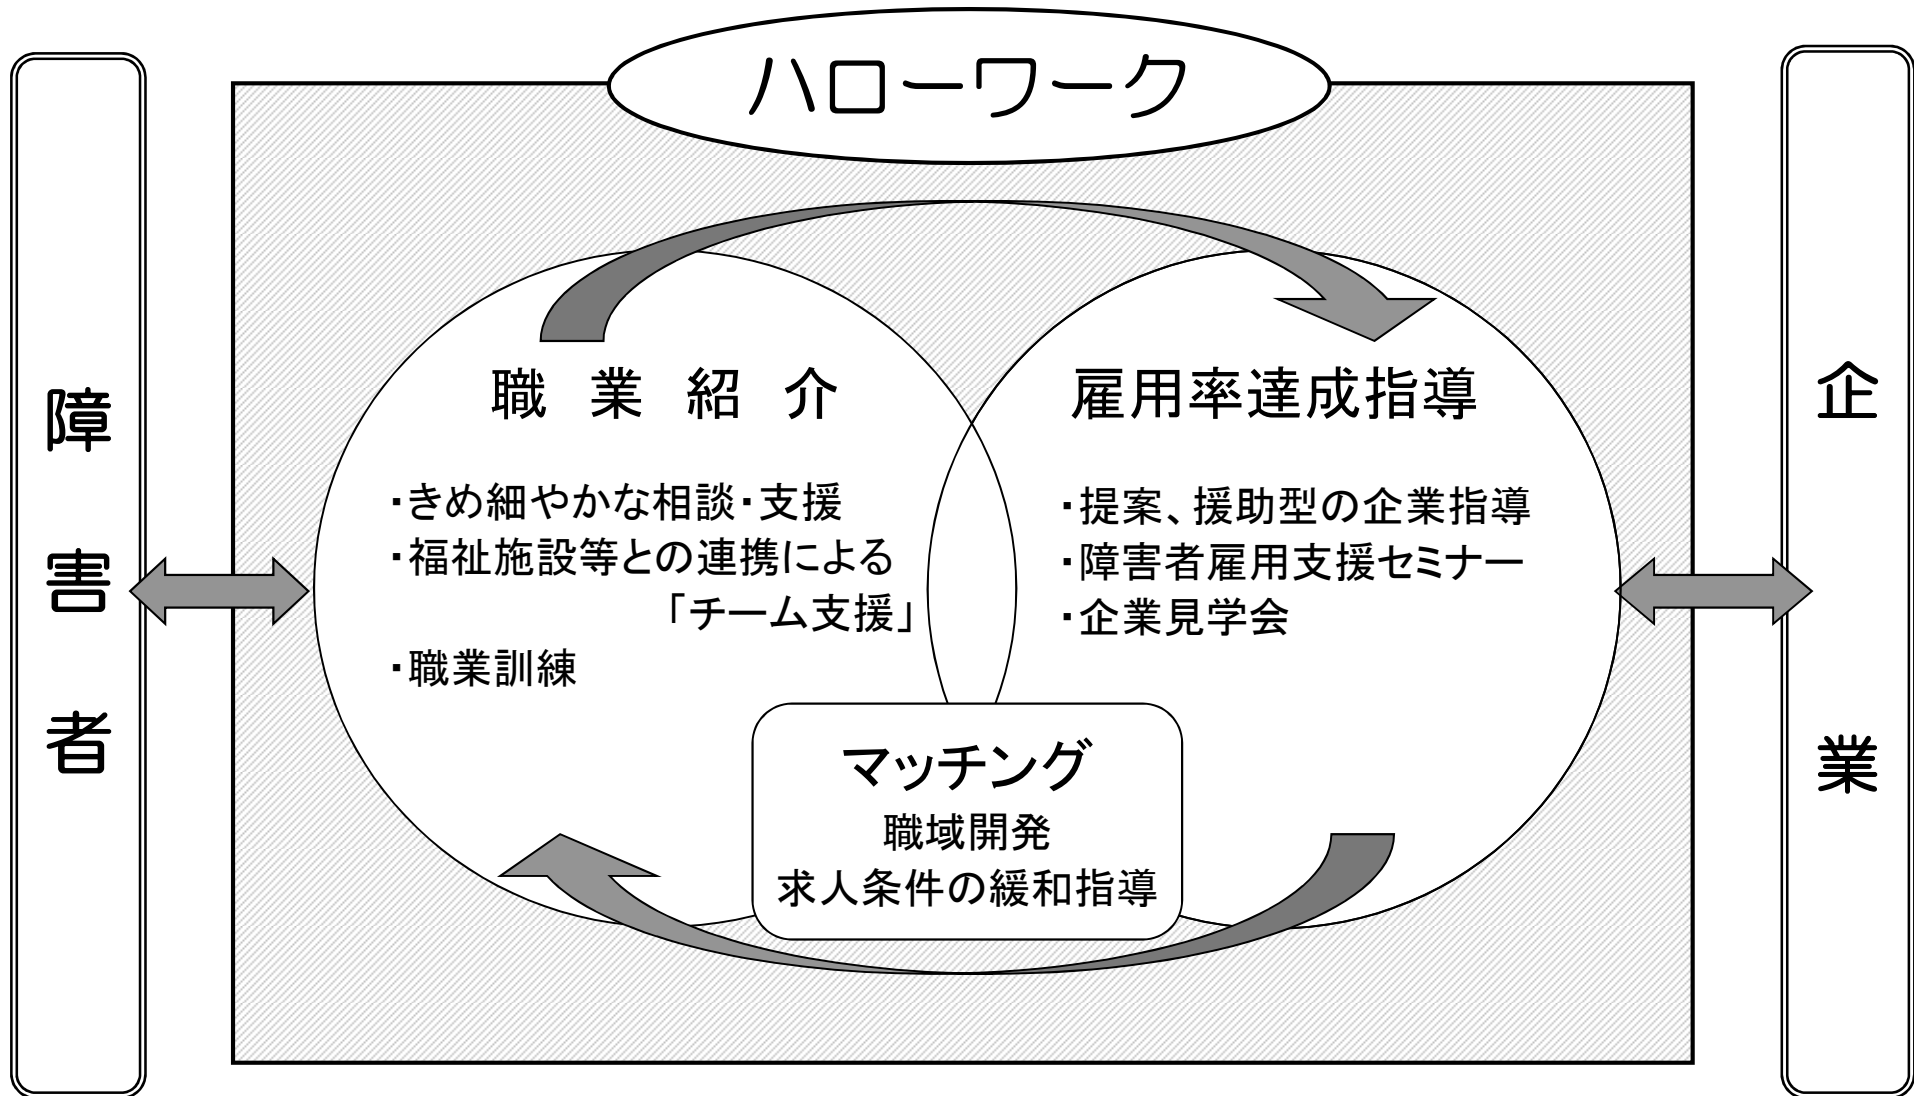 ハローワーク
障害者
職業紹介
・きめ細やかな相談・支援
・福祉施設等との連携による
「チーム支援」
・職業訓練
雇用率達成指導
・提案、援助型の企業指導
・障害者雇用支援セミナー
・企業見学会
マッチング
職域開発
求人条件の緩和指導
企業